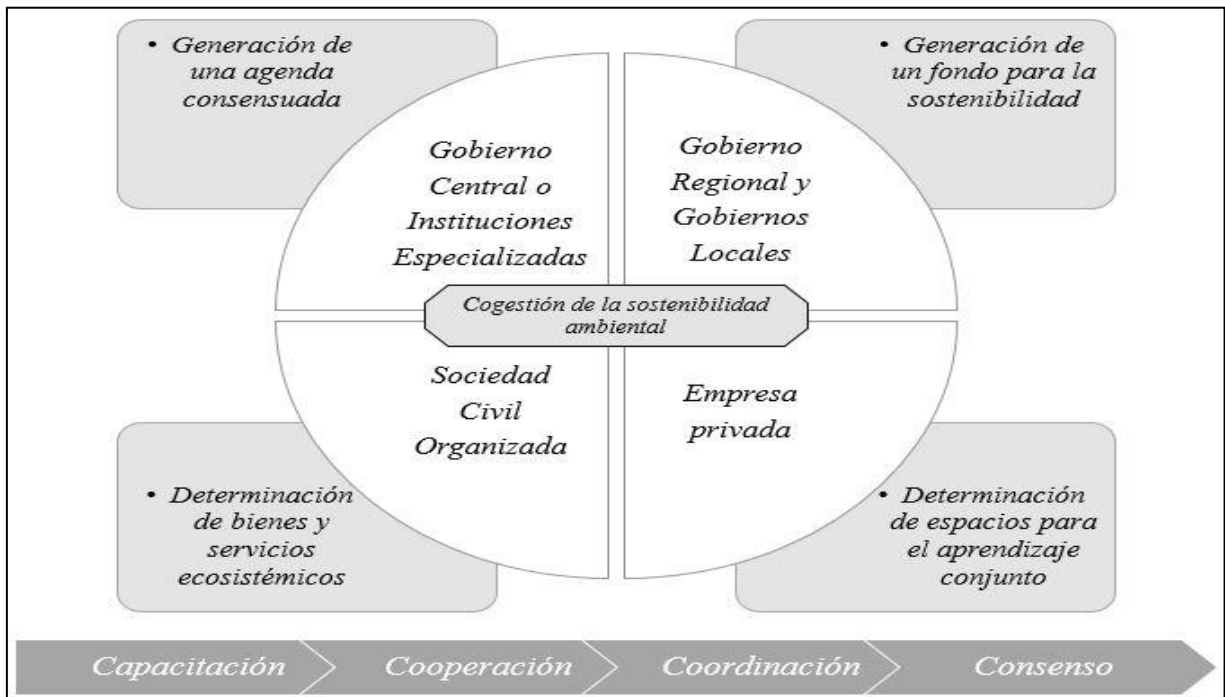 • Generación de
una agenda
consensuada
• Generación de
un fondo para la
sostenibilidad
Gobierno
Central o
Instituciones
Especializadas
Gobierno
Regional y
Gobiernos
Locales
Cogestión de la sostenibilidad
ambiental
Sociedad
Civil
Organizada
Empresa
privada
• Determinación
de bienes y
servicios
ecosistémicos
• Determinación
de espacios para
el aprendizaje
conjunto
Capacitación
Cooperación
Coordinación
Consenso